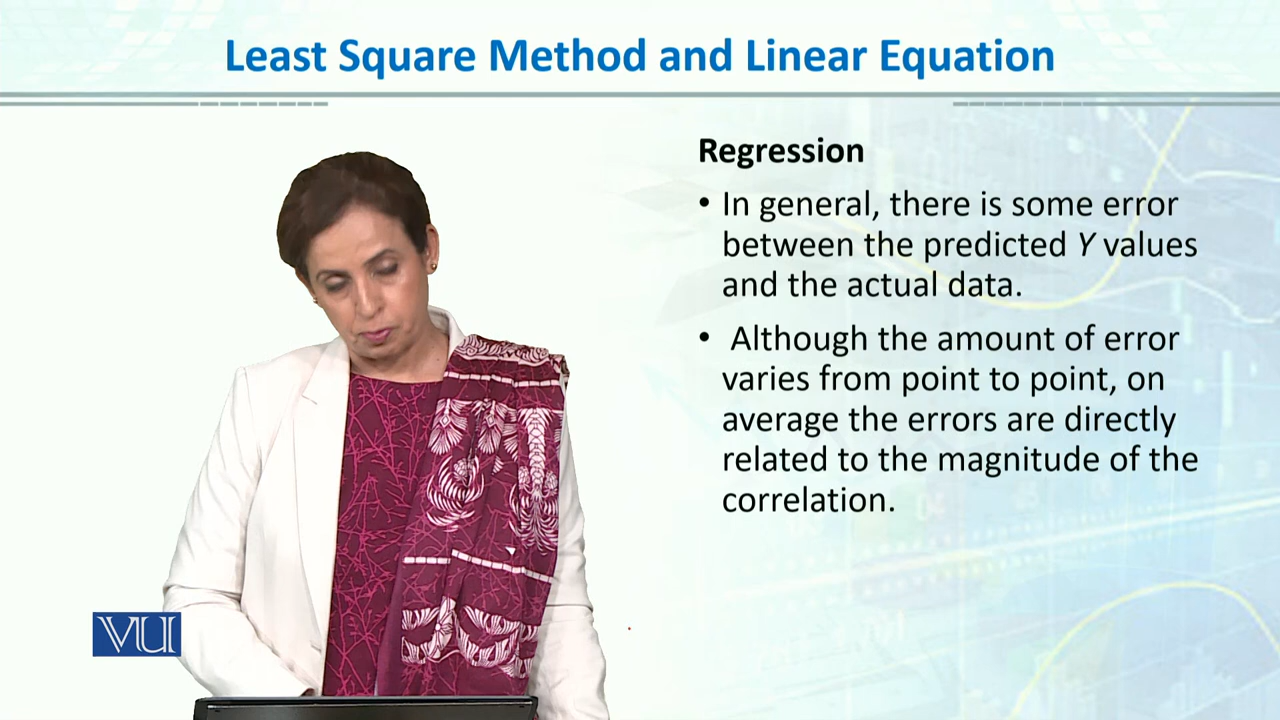 Least Square Method and Linear Equation
Regression
• In general, there is some error
between the predicted Y values
and the actual data.
• Although the amount of error
varies from point to point, on
average the errors are directly
related to the magnitude of the
correlation.
VU